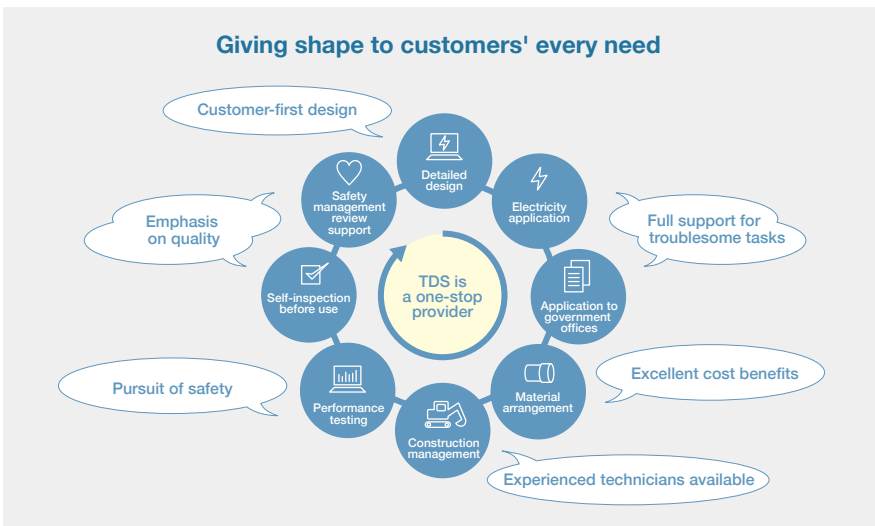 Giving shape to customers' every need
Customer-first design
Detailed
design
Safety
management
review
support
Electricity
application
Emphasis
on quality
Full support for
troublesome tasks
TDS is
a one-stop
provider
Self-inspection
before use
Application to
government
offices
Pursuit of safety
Performance
testing
Material
arrangement
Excellent cost benefits
Construction
management
Experienced technicians available